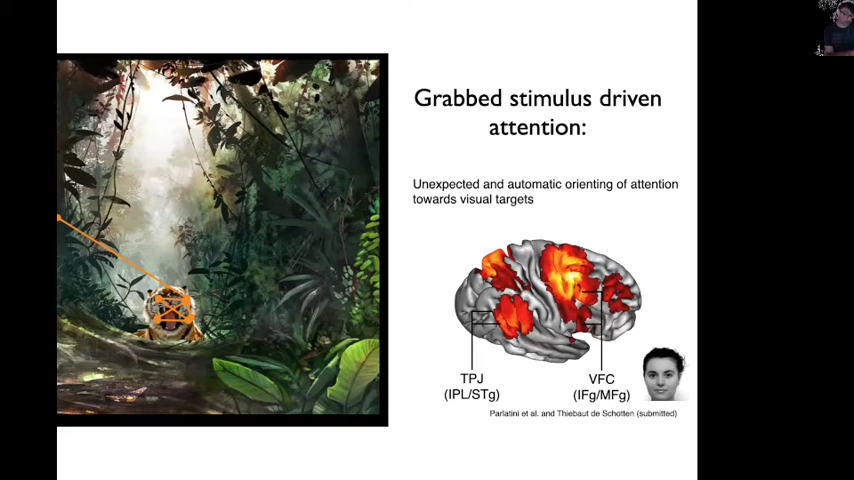 Grabbed stimulus driven
attention:
Unexpected and automatic orienting of attention
towards visual targets
TPJ
(IPL/STg)
VFC
(IFg/MFg)
Parlatini et al. and Thiebaut de Schotten (submitted)